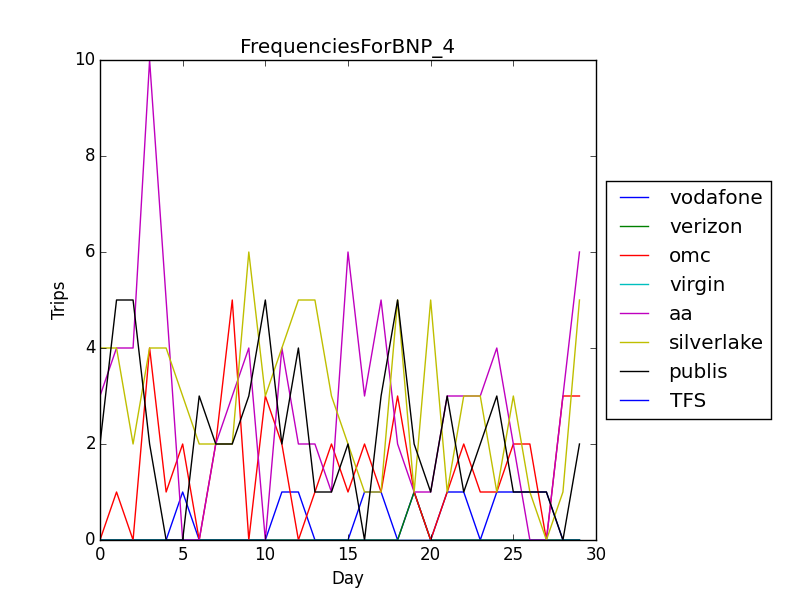 FrequenciesForBNP_4
10
8
6
4
2
0
Trips
0 5 10 15 20 25 30
Day
vodafone
verizon
omc
virgin
aa
silverlake
publis
TFS